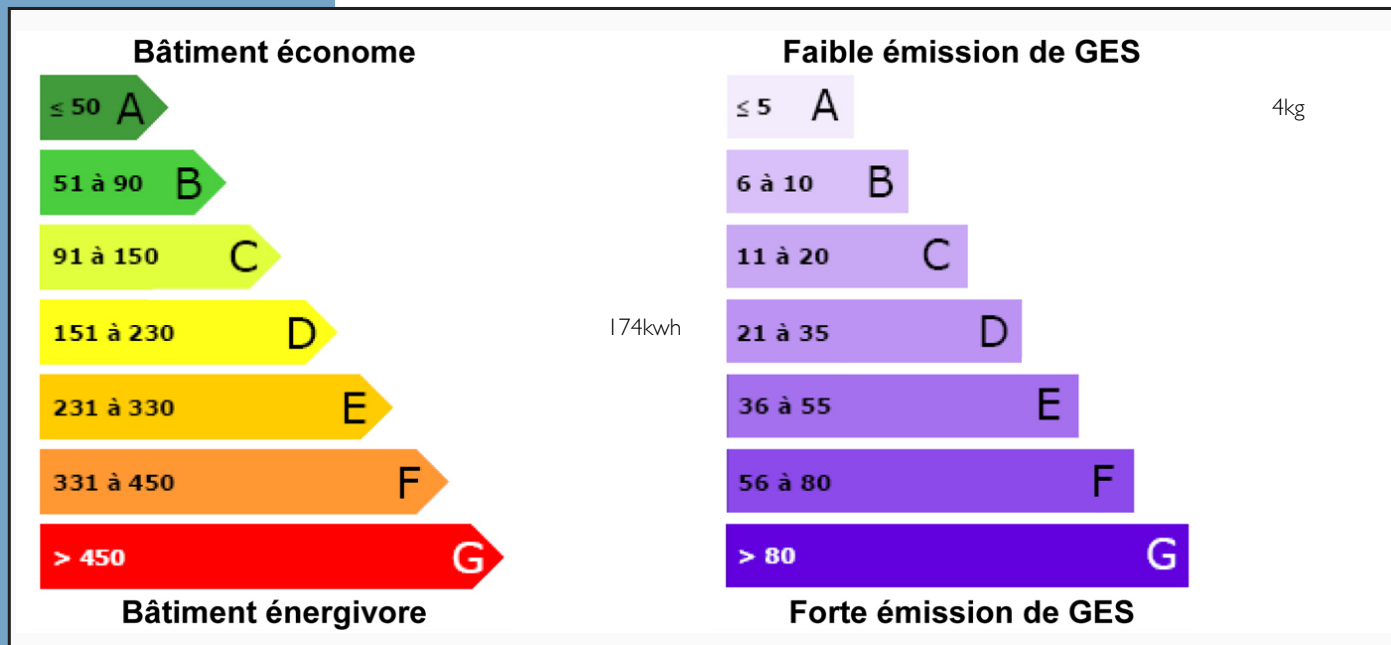 Bâtiment économe
≤ 50 A
51 à 90 B
91 à 150 C
151 à 230 D
174kwh
231 à 330 E
331 à 450 F
> 450 G
Bâtiment énergivore
Faible émission de GES
≤ 5 A
4kg
6 à 10 B
11 à 20 C
21 à 35 D
36 à 55 E
56 à 80 F
> 80 G
Forte émission de GES